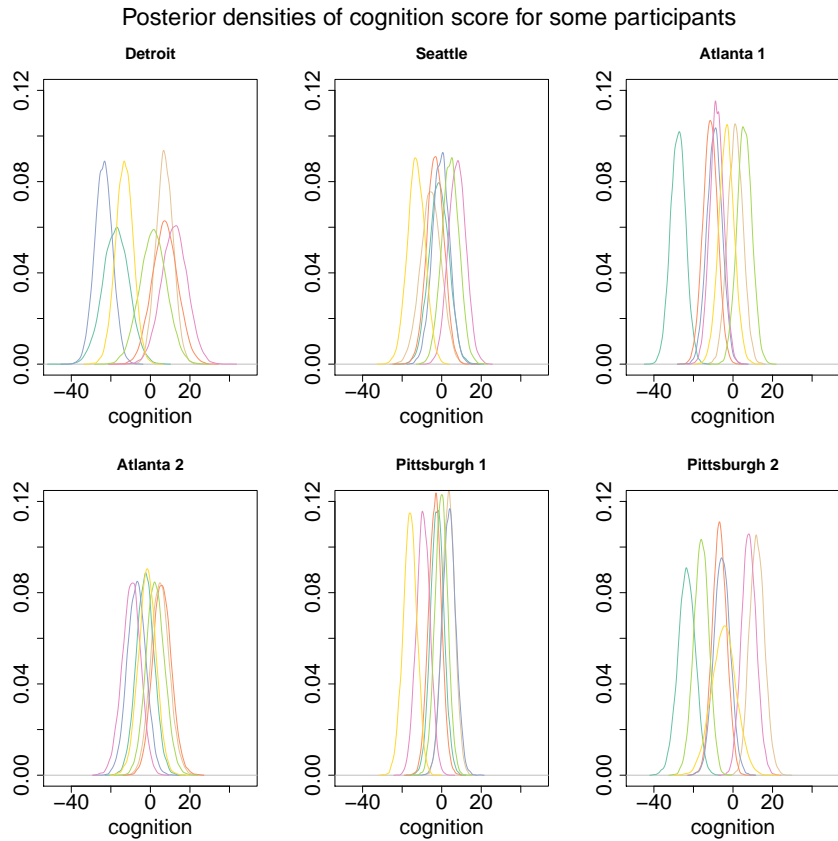 Posterior densities of cognition score for some participants
Detroit
0.00 0.04 0.08 0.12
−40 0 20
cognition
Seattle
0.00 0.04 0.08 0.12
−40 0 20
cognition
Atlanta 1
0.00 0.04 0.08 0.12
−40 0 20
cognition
Atlanta 2
0.00 0.04 0.08 0.12
−40 0 20
cognition
Pittsburgh 1
0.00 0.04 0.08 0.12
−40 0 20
cognition
Pittsburgh 2
0.00 0.04 0.08 0.12
−40 0 20
cognition